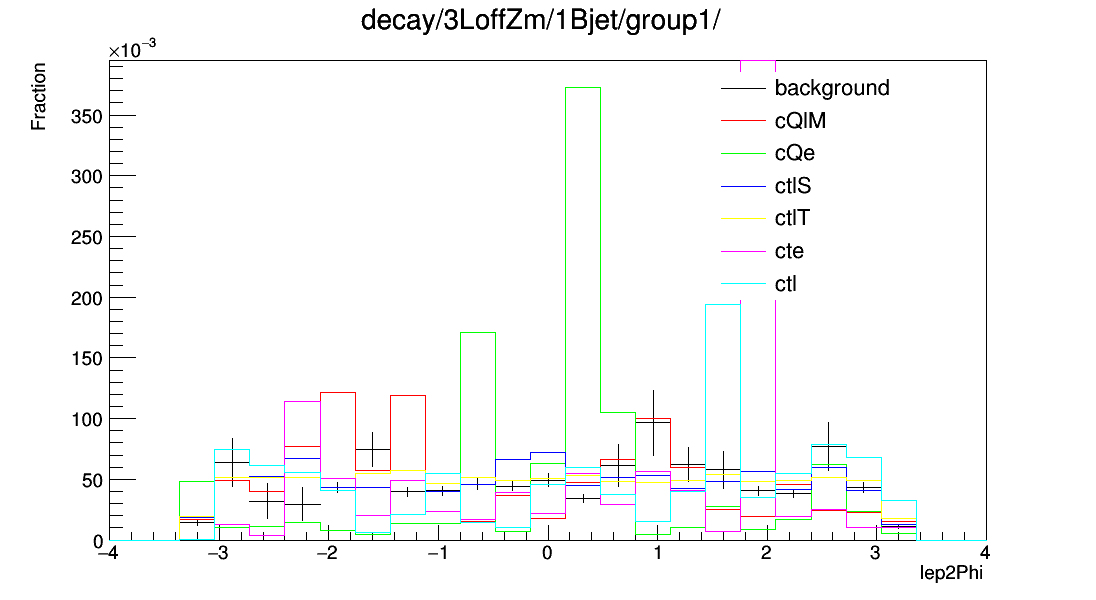 decay/3LoffZm/1Bjet/group1/
×10⁻³
Fraction
background
cQlM
cQe
ctlS
ctlT
cte
ctl
350
300
250
200
150
100
50
0
−4 −3 −2 −1 0 1 2 3 4
lep2Phi